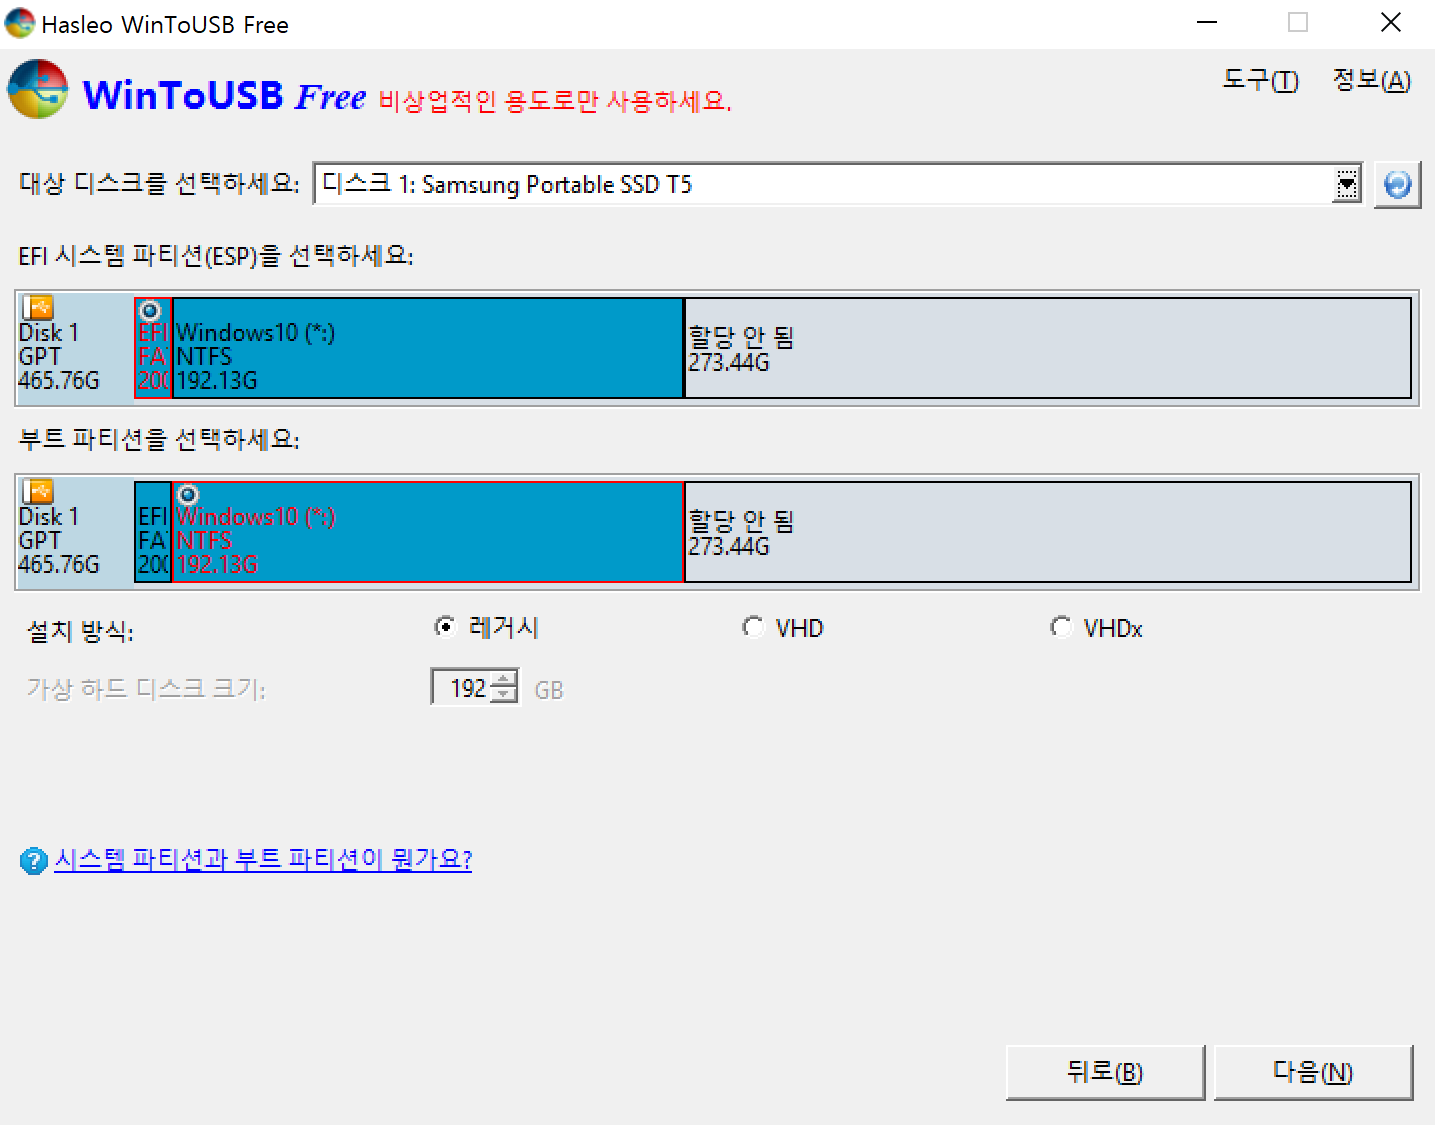 Hasleo WinToUSB Free
WinToUSB Free 비상업적인 용도로만 사용하세요.
도구(T) 정보(A)
대상 디스크를 선택하세요: 디스크 1: Samsung Portable SSD T5
EFI 시스템 파티션(ESP)을 선택하세요:
Disk 1
GPT
465.76G
EFI
FA
200
Windows10 (*:)
NTFS
192.13G
할당 안 됨
273.44G
부트 파티션을 선택하세요:
Disk 1
GPT
465.76G
EFI
FA
200
Windows10 (*:)
NTFS
192.13G
할당 안 됨
273.44G
설치 방식: 레거시 VHD VHDx
가상 하드 디스크 크기: 192 GB
시스템 파티션과 부트 파티션이 뭔가요?
뒤로(B) 다음(N)